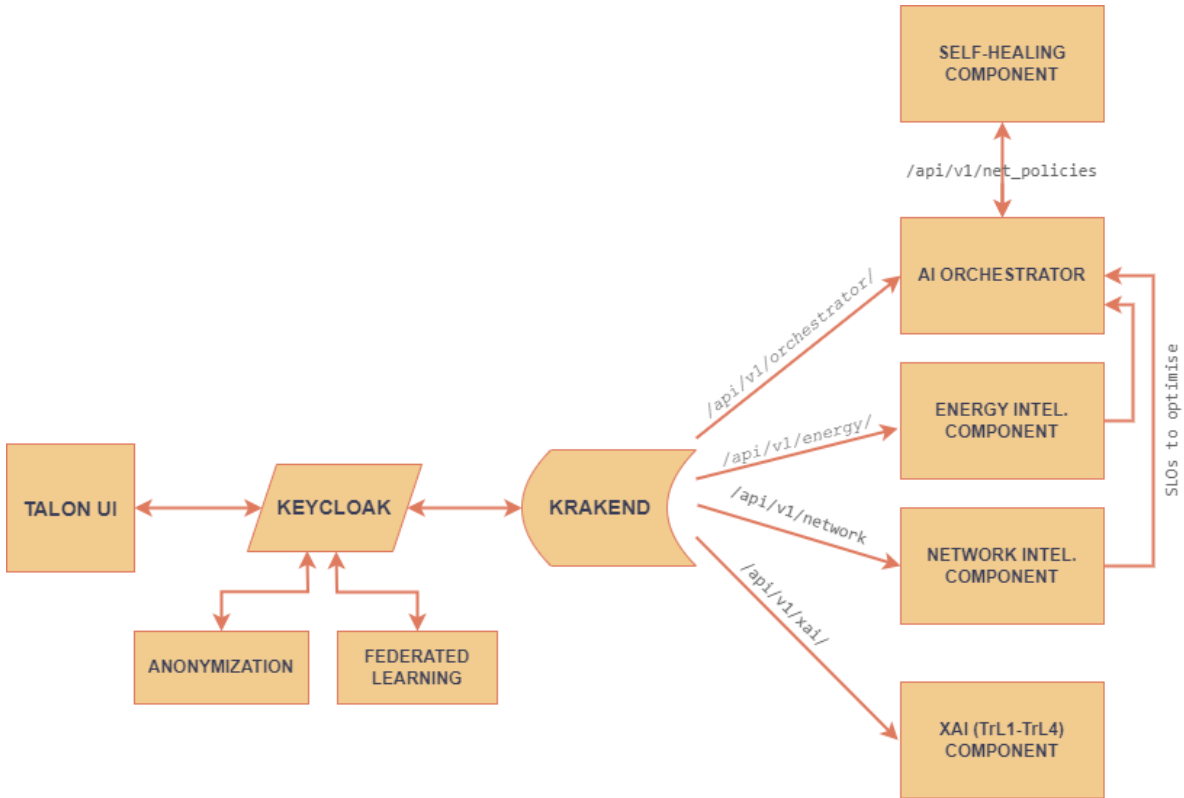 SELF-HEALING
COMPONENT
/api/v1/net_policies
AI ORCHESTRATOR
/api/v1/orchestrator/
ENERGY INTEL.
COMPONENT
/api/v1/energy/
SLOs to optimise
TALON UI
KEYCLOAK
KRAKEND
/api/v1/network
NETWORK INTEL.
COMPONENT
/api/v1/xai/
ANONYMIZATION
FEDERATED
LEARNING
XAI (TrL1-TrL4)
COMPONENT